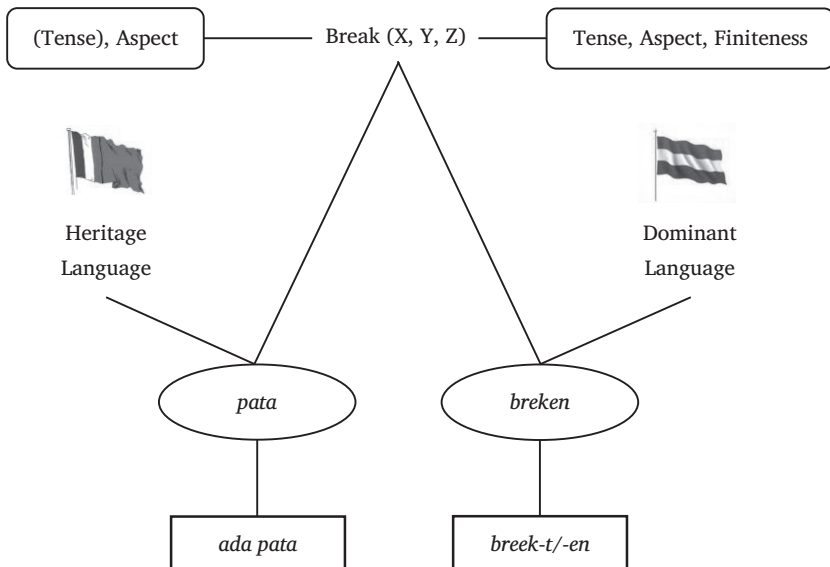 (Tense), Aspect
Break (X, Y, Z)
Tense, Aspect, Finiteness
Heritage
Language
Dominant
Language
pata
breken
ada pata
breek-t/-en